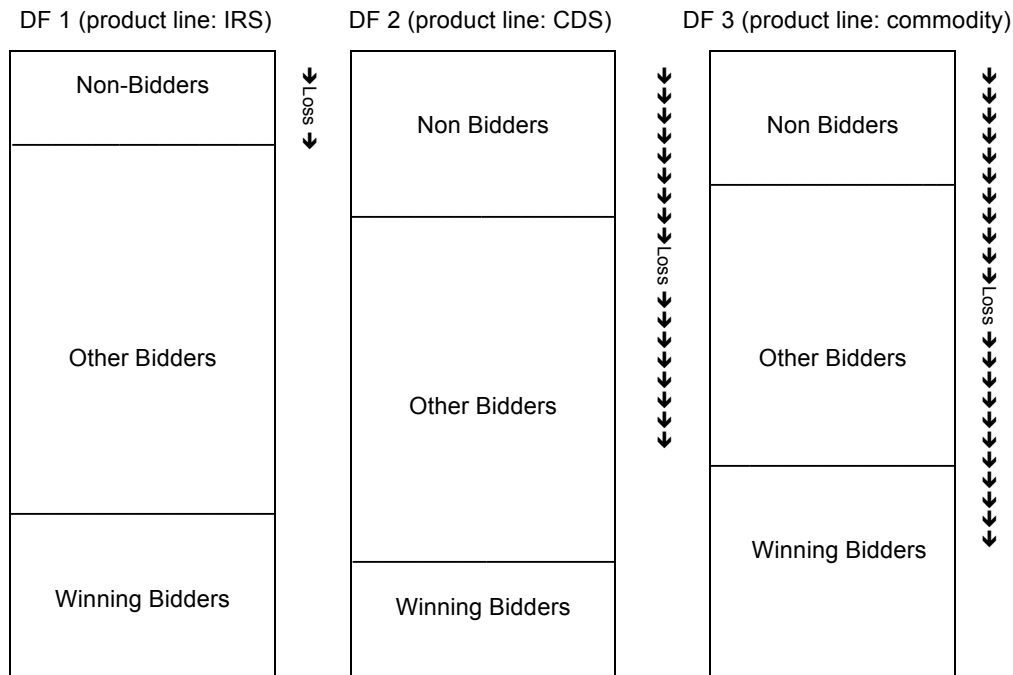 DF 1 (product line: IRS)
DF 2 (product line: CDS)
DF 3 (product line: commodity)
Non-Bidders
Loss
Other Bidders
Winning Bidders
Non Bidders
Loss
Other Bidders
Winning Bidders
Non Bidders
Loss
Other Bidders
Winning Bidders